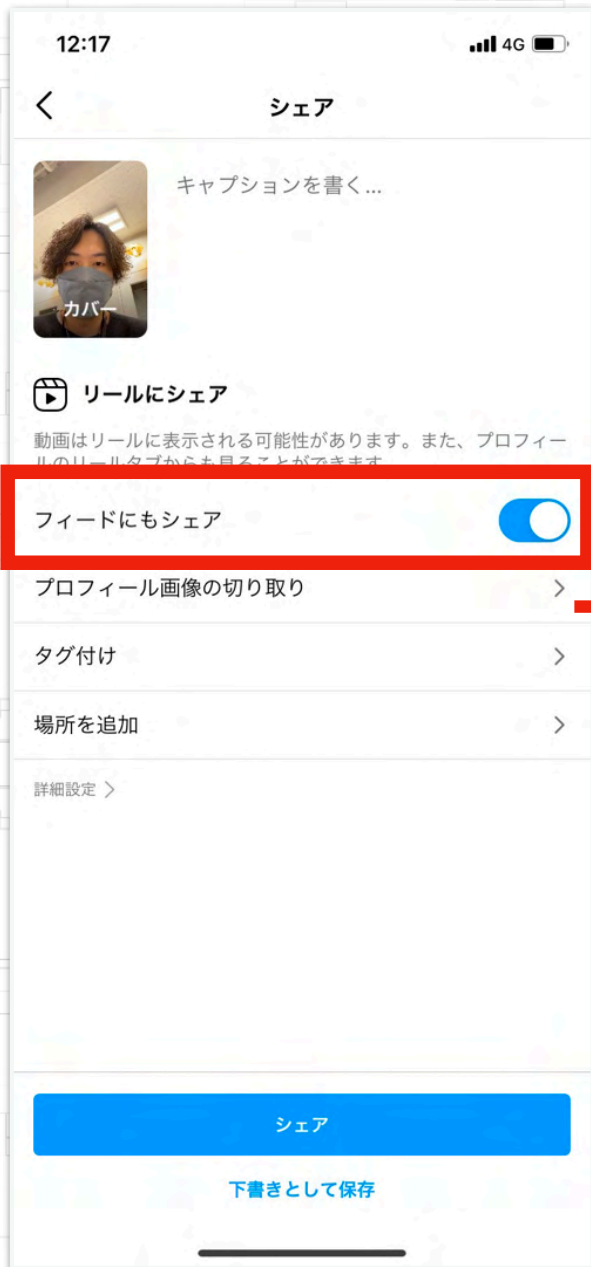 12:17
4G
シェア
キャプションを書く...
カバー
リールにシェア
動画はリールに表示される可能性があります。また、プロフィー
ルのリールタブからも見ることができます
フィードにもシェア
プロフィール画像の切り取り
タグ付け
場所を追加
詳細設定
シェア
下書きとして保存